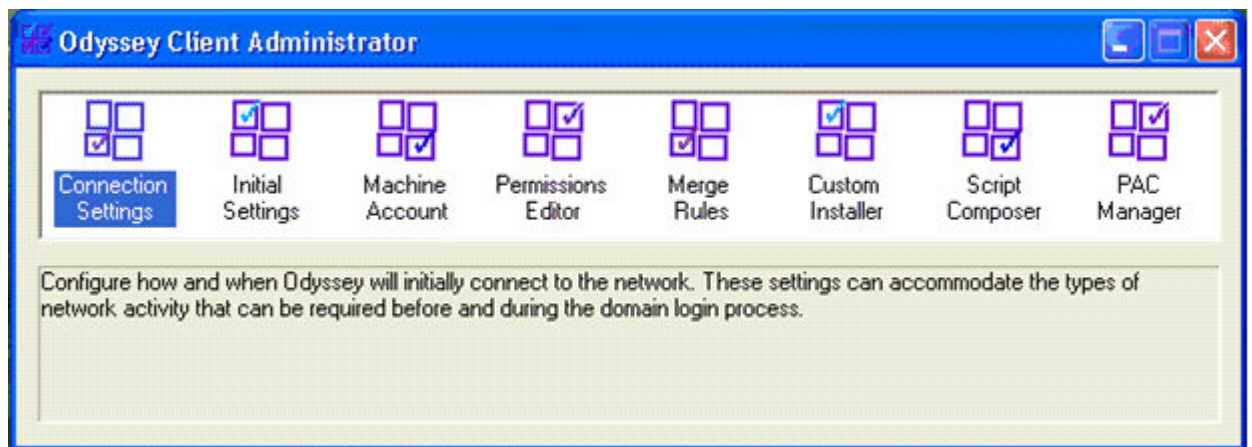 Odyssey Client Administrator
Connection Settings
Initial Settings
Machine Account
Permissions Editor
Merge Rules
Custom Installer
Script Composer
PAC Manager
Configure how and when Odyssey will initially connect to the network. These settings can accommodate the types of
network activity that can be required before and during the domain login process.